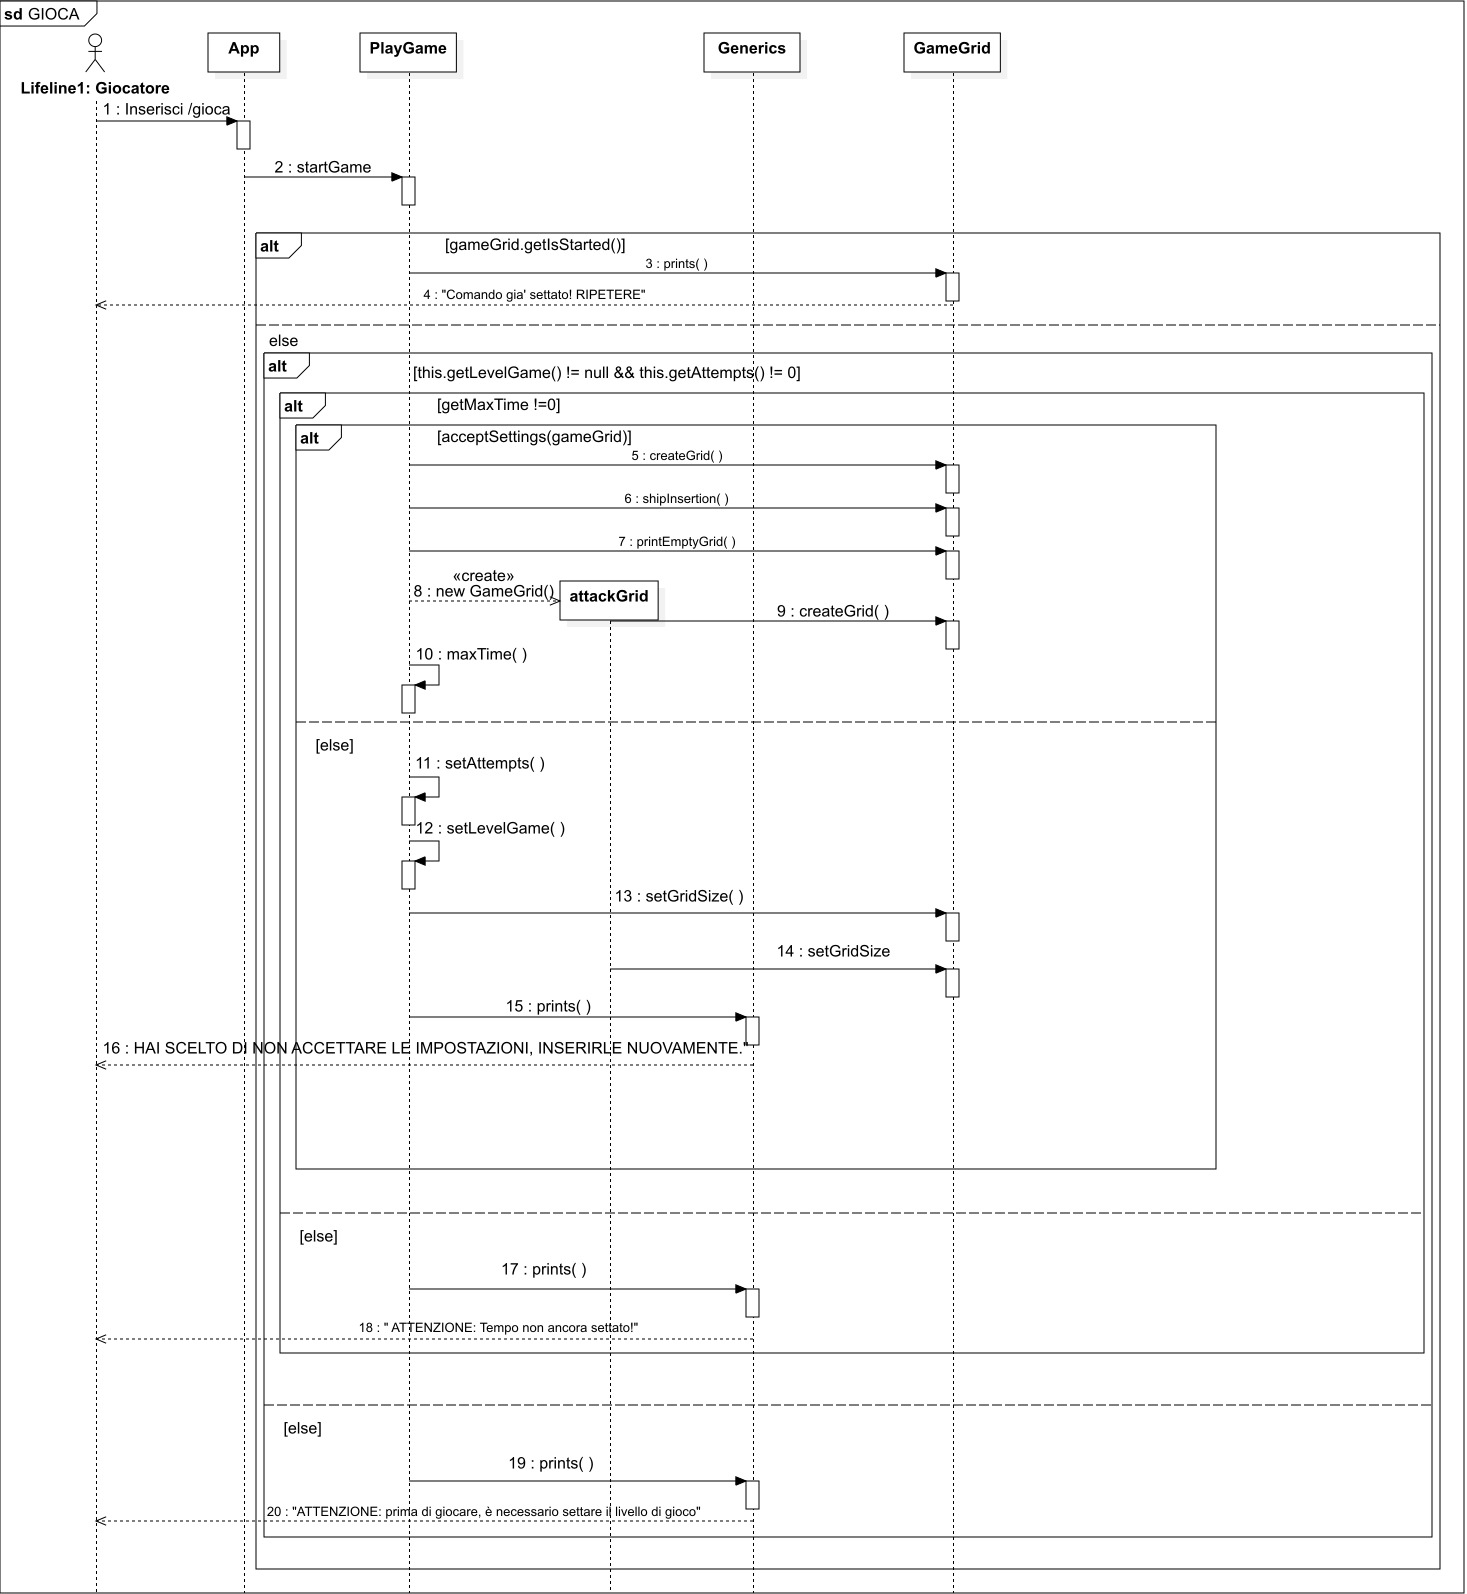 sd GIOCA
App
PlayGame
Generics
GameGrid
Lifeline1: Giocatore
1 : Inserisci /gioca
2 : startGame
alt
[gameGrid.getIsStarted()]
3 : prints( )
4 : "Comando gia' settato! RIPETERE"
else
alt
[this.getLevelGame() != null && this.getAttempts() != 0]
alt
[getMaxTime !=0]
alt
[acceptSettings(gameGrid)]
5 : createGrid( )
6 : shipInsertion( )
7 : printEmptyGrid( )
«create»
8 : new GameGrid()
attackGrid
9 : createGrid( )
10 : maxTime( )
[else]
11 : setAttempts( )
12 : setLevelGame( )
13 : setGridSize( )
14 : setGridSize
15 : prints( )
16 : HAI SCELTO DI NON ACCETTARE LE IMPOSTAZIONI, INSERIRLE NUOVAMENTE."
[else]
17 : prints( )
18 : " ATTENZIONE: Tempo non ancora settato!"
[else]
19 : prints( )
20 : "ATTENZIONE: prima di giocare, è necessario settare il livello di gioco"